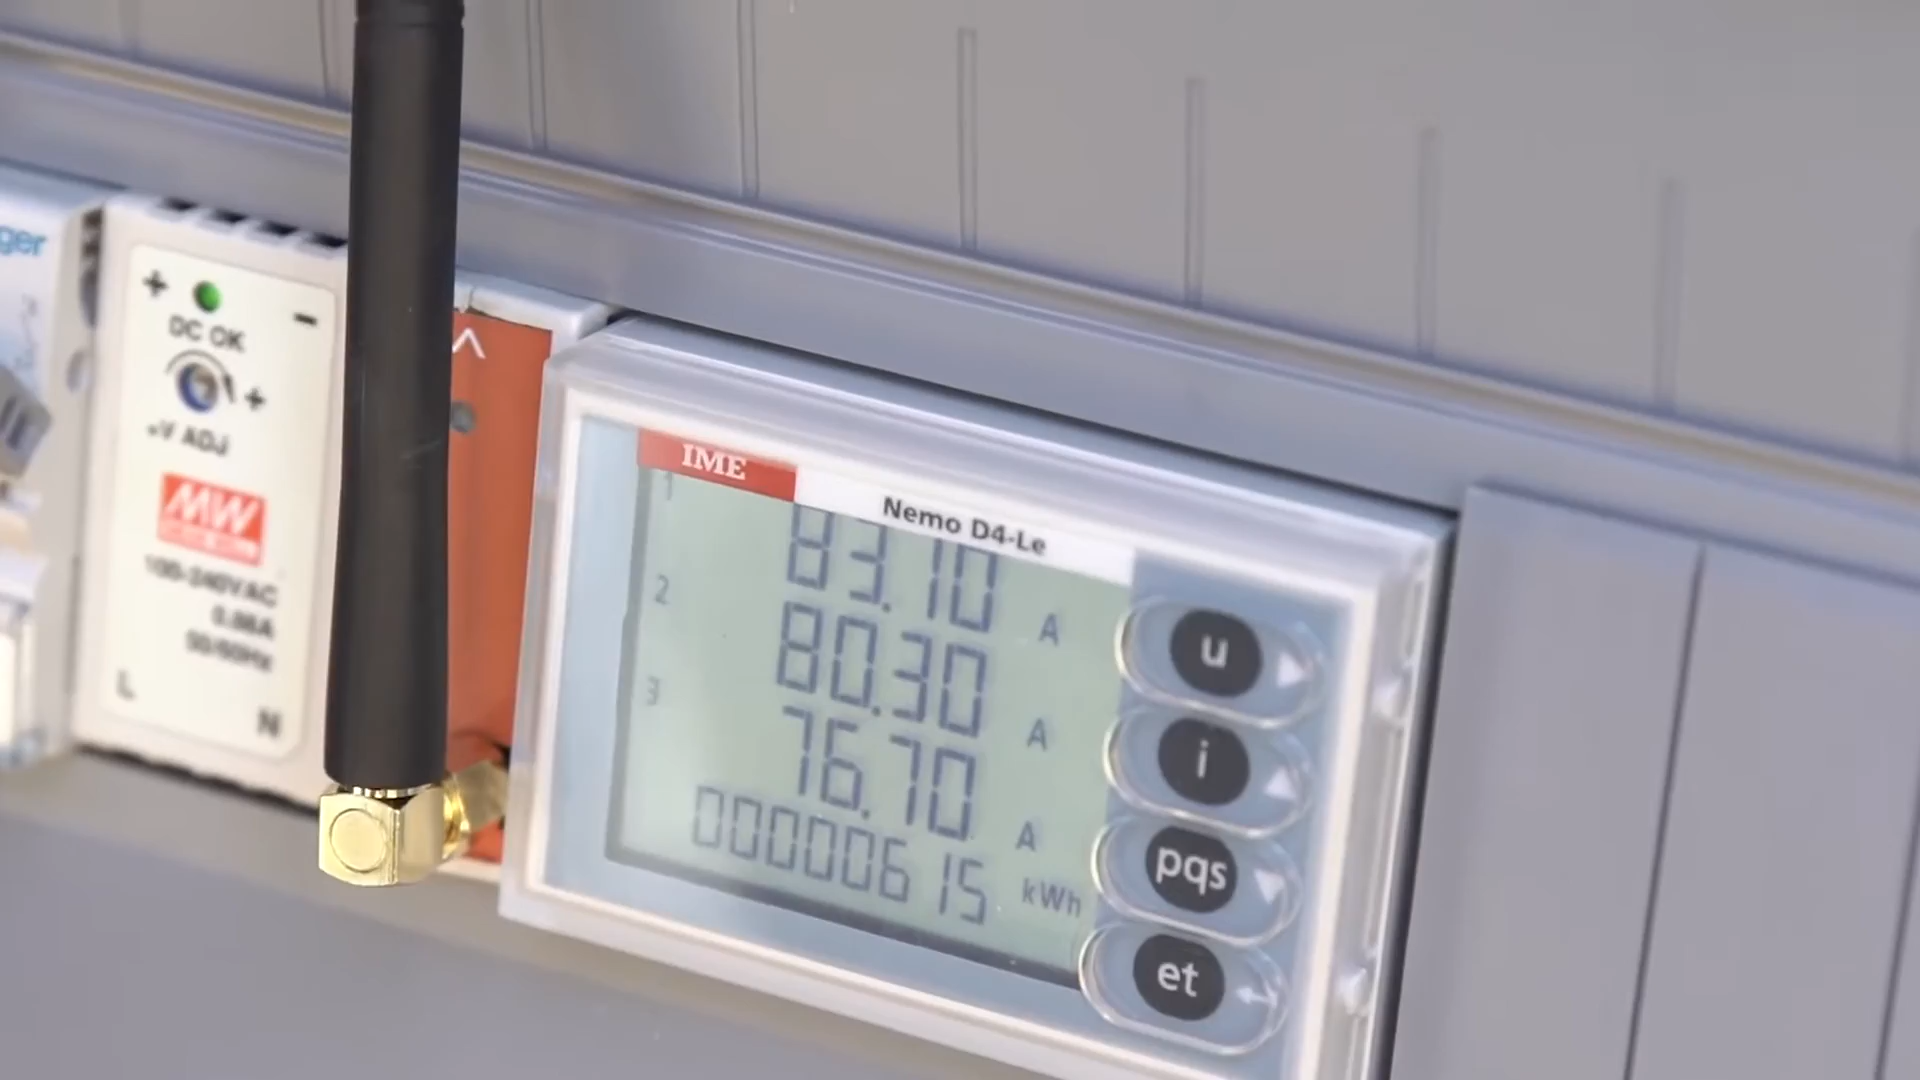 ger
+ -
DC OK
+
+V ADJ
MW
100-240VAC
0.88A
50/60Hz
L N
IME
Nemo D4-Le
1 83.10 A
2 80.30 A
3 76.70 A
00000615 kWh
u
i
pqs
et